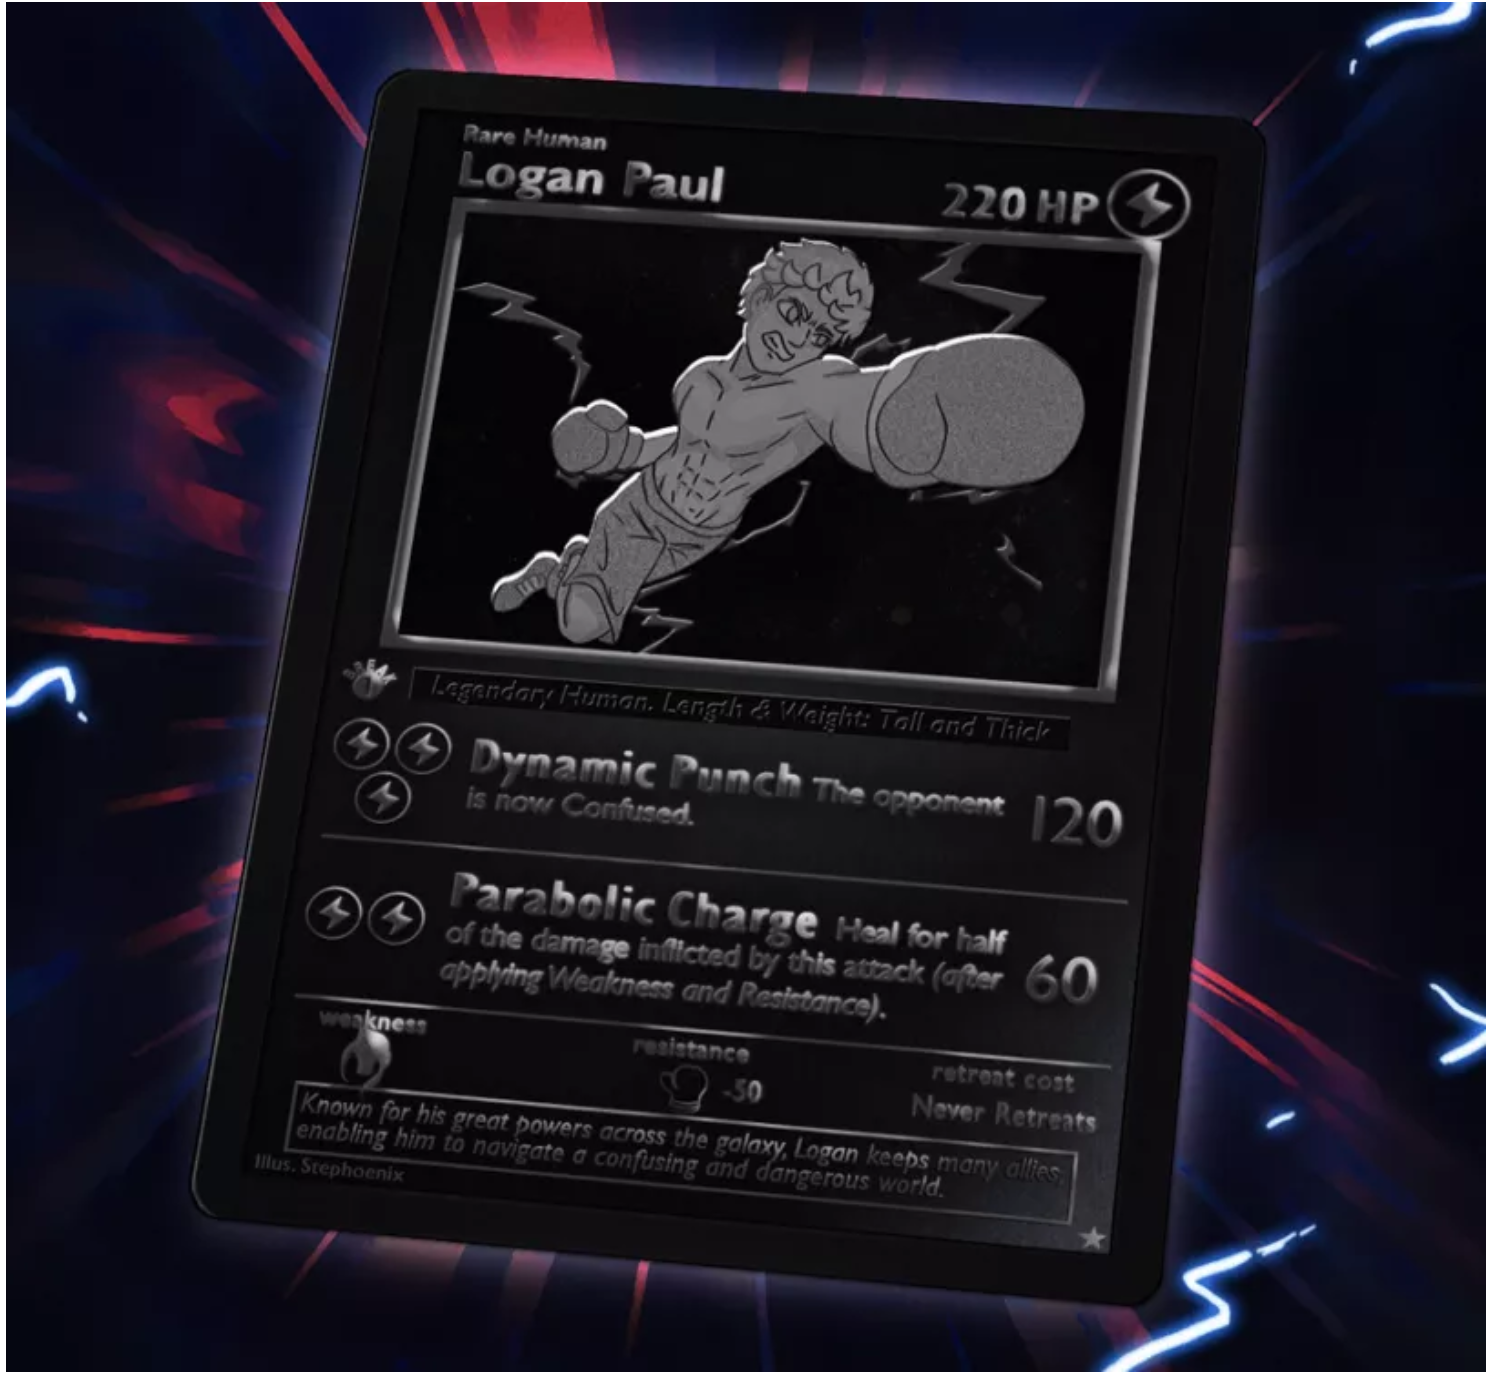 Rare Human
Logan Paul
220 HP
BREAK
Legendary Human. Length & Weight: Tall and Thick
Dynamic Punch The opponent
is now Confused.
120
Parabolic Charge Heal for half
of the damage inflicted by this attack (after
applying Weakness and Resistance).
60
weakness
resistance
-50
retreat cost
Never Retreats
Known for his great powers across the galaxy, Logan keeps many allies,
enabling him to navigate a confusing and dangerous world.
Illus. Stephoenix